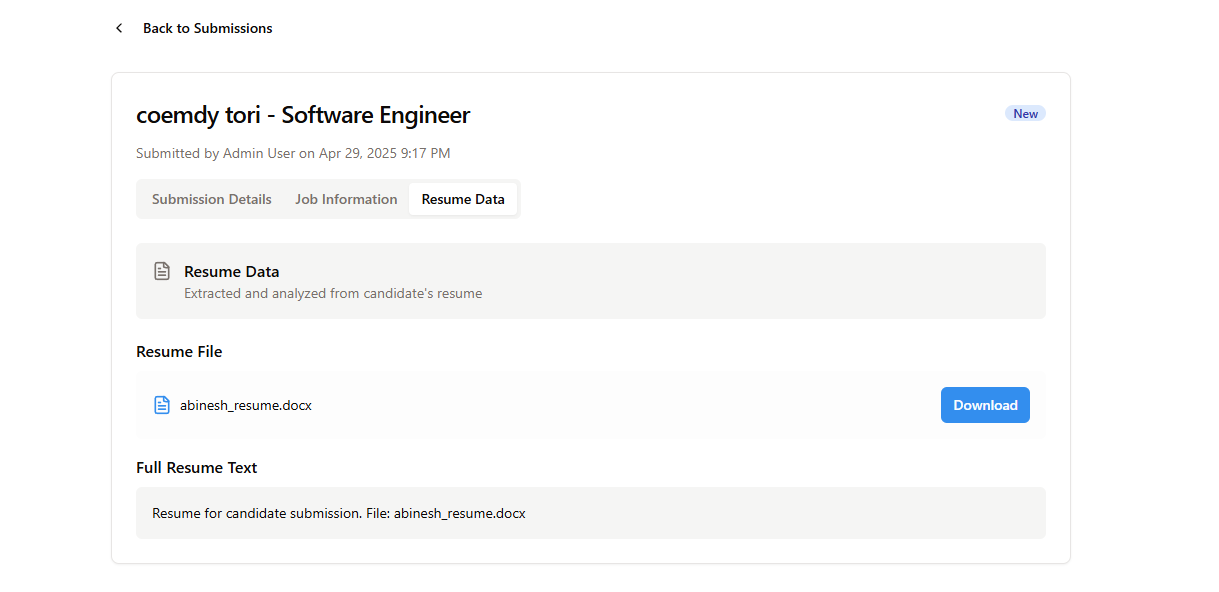 Back to Submissions
coemdy tori - Software Engineer
New
Submitted by Admin User on Apr 29, 2025 9:17 PM
Submission Details
Job Information
Resume Data
Resume Data
Extracted and analyzed from candidate's resume
Resume File
abinesh_resume.docx
Download
Full Resume Text
Resume for candidate submission. File: abinesh_resume.docx